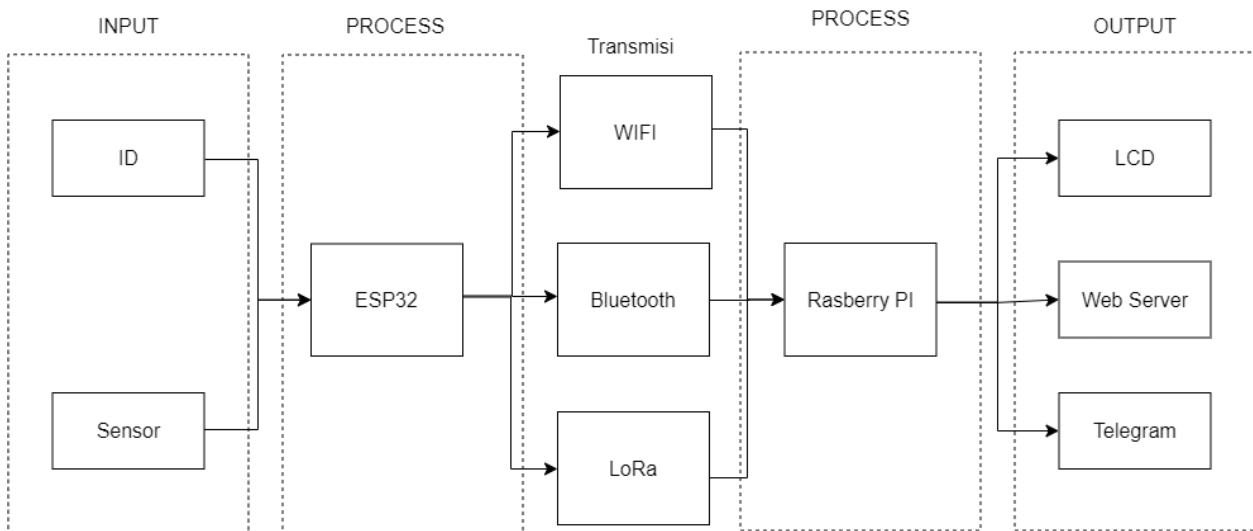 INPUT
PROCESS
Transmisi
PROCESS
OUTPUT
ID
Sensor
ESP32
WIFI
Bluetooth
LoRa
Rasberry PI
LCD
Web Server
Telegram